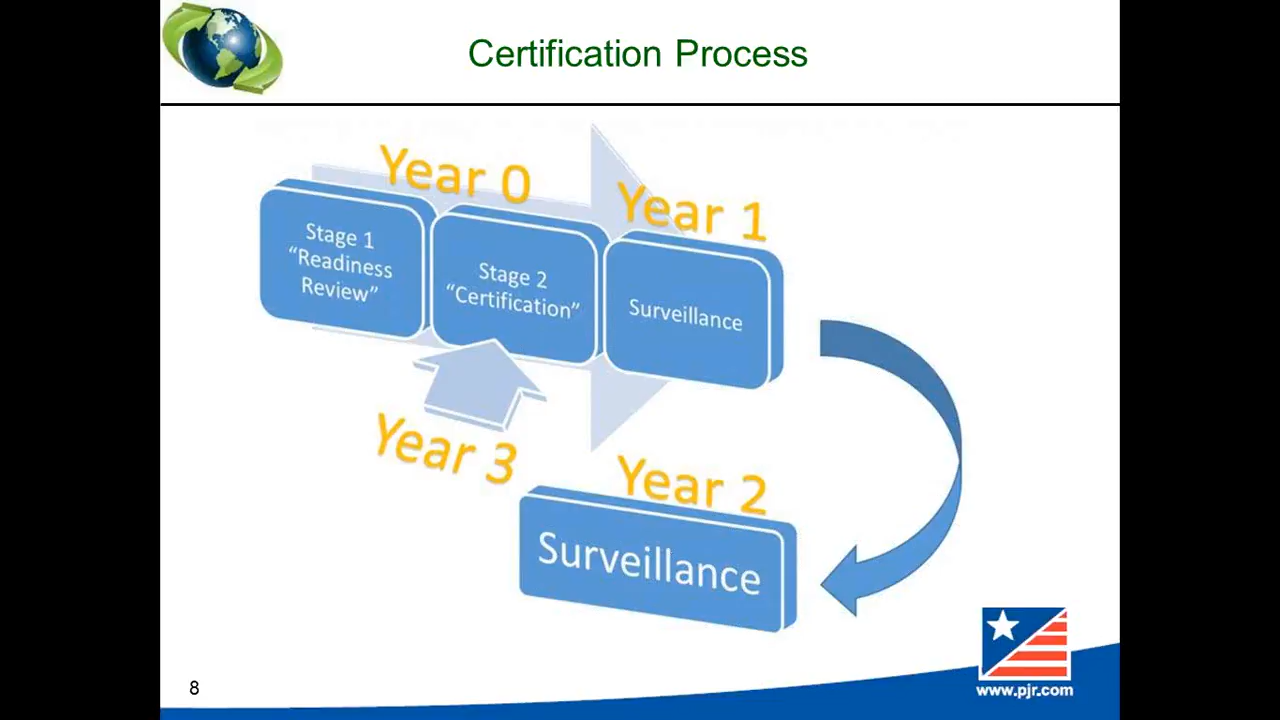 Certification Process
Year 0
Year 1
Stage 1
“Readiness
Review”
Stage 2
“Certification”
Surveillance
Year 3
Year 2
Surveillance
8
www.pjr.com